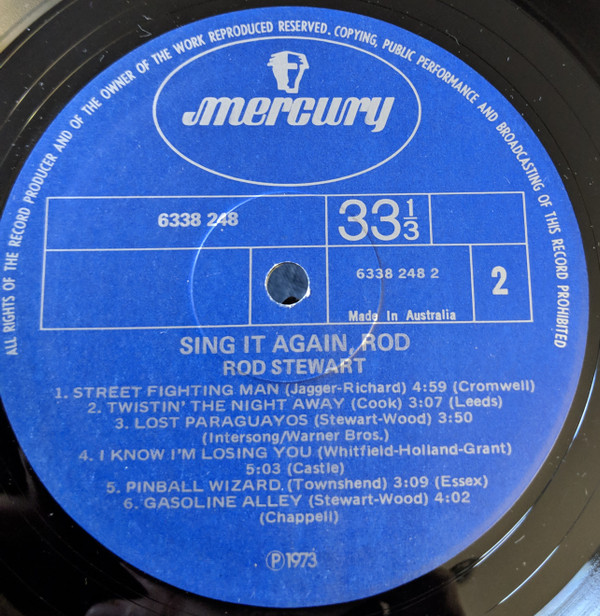 ALL RIGHTS OF THE RECORD PRODUCER AND OF THE OWNER OF THE WORK REPRODUCED RESERVED. COPYING, PUBLIC PERFORMANCE AND BROADCASTING OF THIS RECORD PROHIBITED
mercury
6338 248
33 1/3
6338 248 2
2
Made In Australia
SING IT AGAIN, ROD
ROD STEWART
1. STREET FIGHTING MAN (Jagger-Richard) 4:59 (Cromwell)
2. TWISTIN' THE NIGHT AWAY (Cook) 3:07 (Leeds)
3. LOST PARAGUAYOS (Stewart-Wood) 3:50
(Intersong/Warner Bros.)
4. I KNOW I'M LOSING YOU (Whitfield-Holland-Grant)
5:03 (Castle)
5. PINBALL WIZARD. (Townshend) 3:09 (Essex)
6. GASOLINE ALLEY (Stewart-Wood) 4:02
(Chappell)
Ⓟ1973